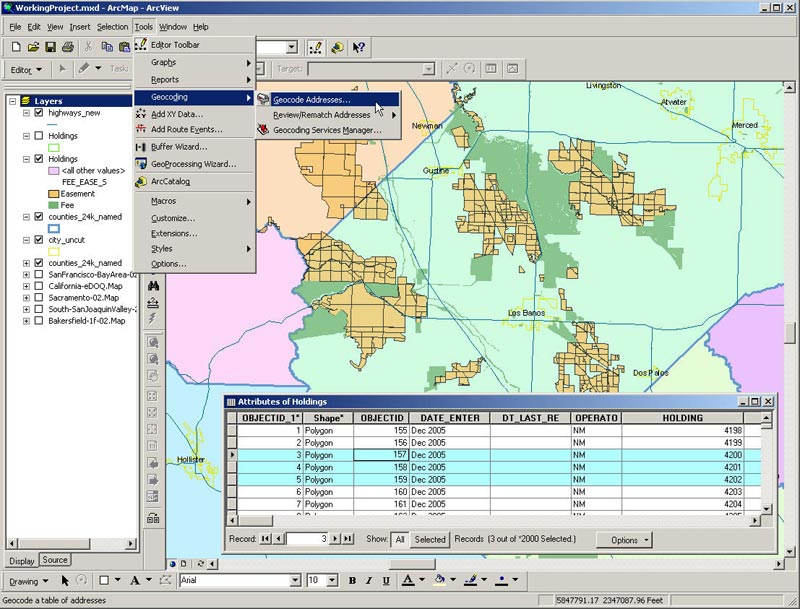 WorkingProject.mxd - ArcMap - ArcView
File Edit View Insert Selection Tools Window Help
Editor Toolbar
Graphs
Reports
Geocoding
Add XY Data...
Add Route Events...
Buffer Wizard...
GeoProcessing Wizard...
ArcCatalog
Macros
Customize...
Extensions...
Styles
Options...
Geocode Addresses...
Review/Rematch Addresses
Geocoding Services Manager...
Editor
Task:
Target:
Layers
highways_new
Holdings
Holdings
<all other values>
FEE_EASE_5
Easement
Fee
counties_24k_named
city_uncut
counties_24k_named
SanFrancisco-BayArea-02
California-eDOQ.Map
Sacramento-02.Map
South-SanJoaquinValley-2
Bakersfield-1f-02.Map
Display Source
Livingston
Atwater
Merced
Newman
Gustine
Los Banos
Dos Palos
Hollister
Attributes of Holdings
OBJECTID_1* Shape* OBJECTID DATE_ENTER DT_LAST_RE OPERATO HOLDING
1 Polygon 155 Dec 2005 NM 4198
2 Polygon 156 Dec 2005 NM 4199
3 Polygon 157 Dec 2005 NM 4200
4 Polygon 158 Dec 2005 NM 4201
5 Polygon 159 Dec 2005 NM 4202
6 Polygon 160 Dec 2005 NM 4203
7 Polygon 161 Dec 2005 NM 4204
Record: 3 Show: All Selected Records (3 out of *2000 Selected.) Options
Drawing A Arial 10 B I U A
Geocode a table of addresses
5847791.17 2347087.96 Feet